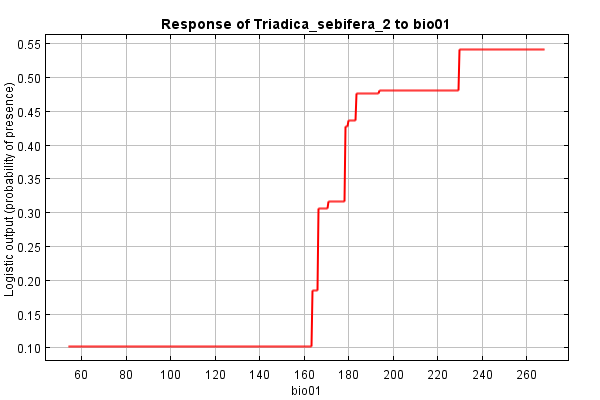 Response of Triadica_sebifera_2 to bio01
Logistic output (probability of presence)
0.55
0.50
0.45
0.40
0.35
0.30
0.25
0.20
0.15
0.10
60 80 100 120 140 160 180 200 220 240 260
bio01